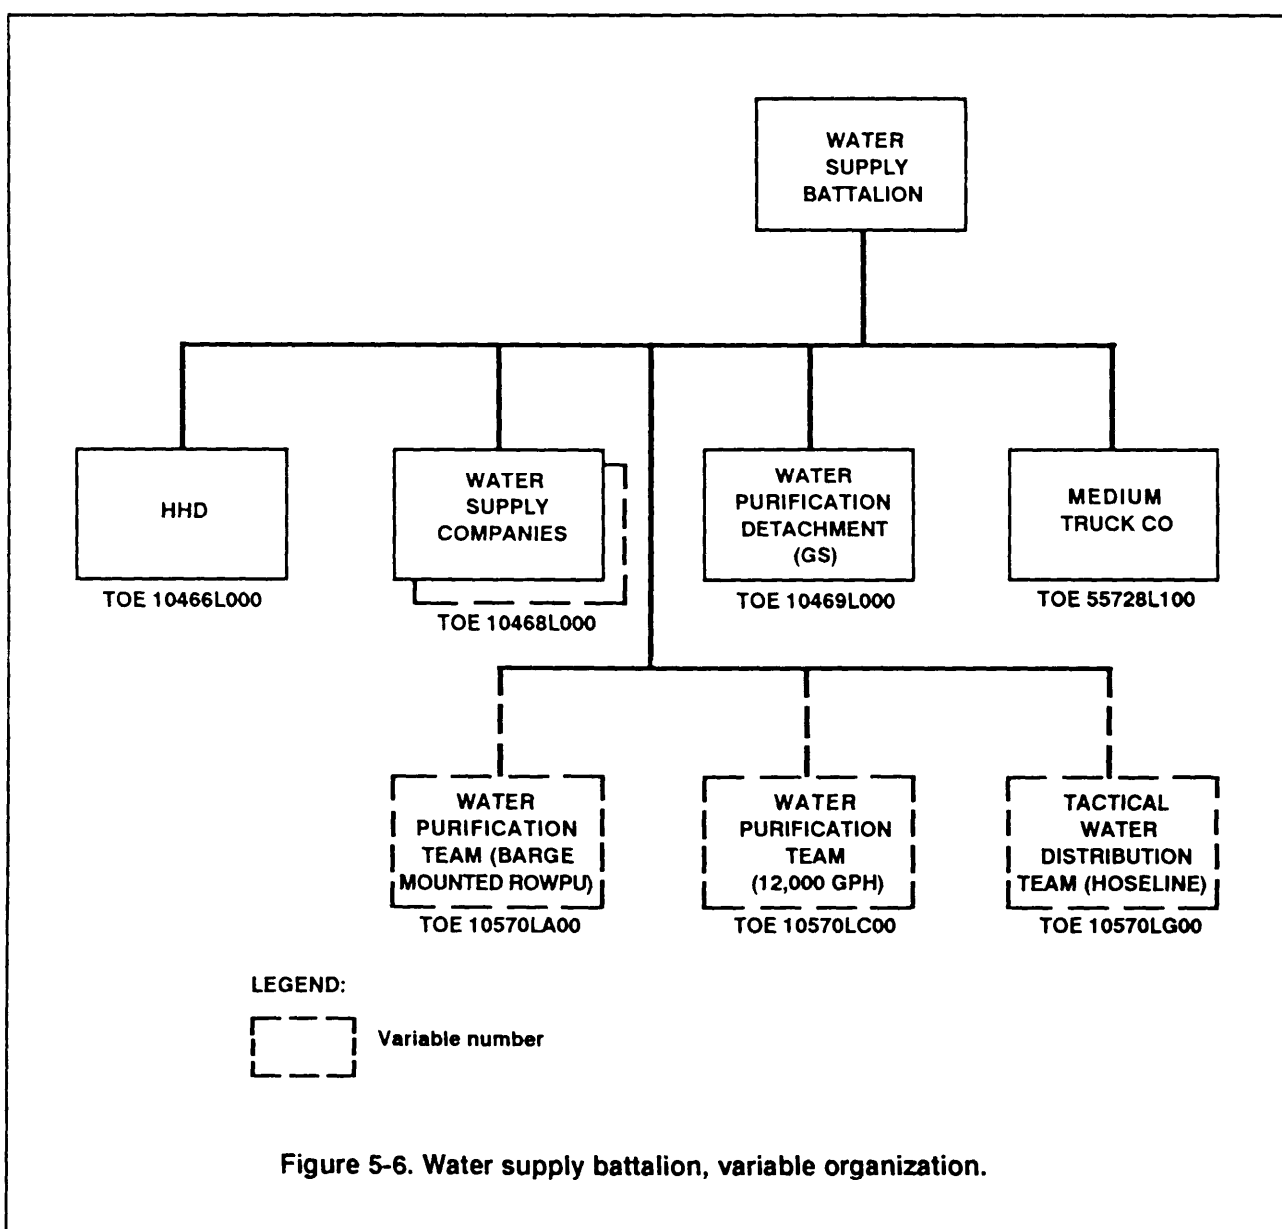 WATER
SUPPLY
BATTALION
HHD
TOE 10466L000
WATER
SUPPLY
COMPANIES
TOE 10468L000
WATER
PURIFICATION
DETACHMENT
(GS)
TOE 10469L000
MEDIUM
TRUCK CO
TOE 55728L100
WATER
PURIFICATION
TEAM (BARGE
MOUNTED ROWPU)
TOE 10570LA00
WATER
PURIFICATION
TEAM
(12,000 GPH)
TOE 10570LC00
TACTICAL
WATER
DISTRIBUTION
TEAM (HOSELINE)
TOE 10570LG00
LEGEND:
Variable number
Figure 5-6. Water supply battalion, variable organization.